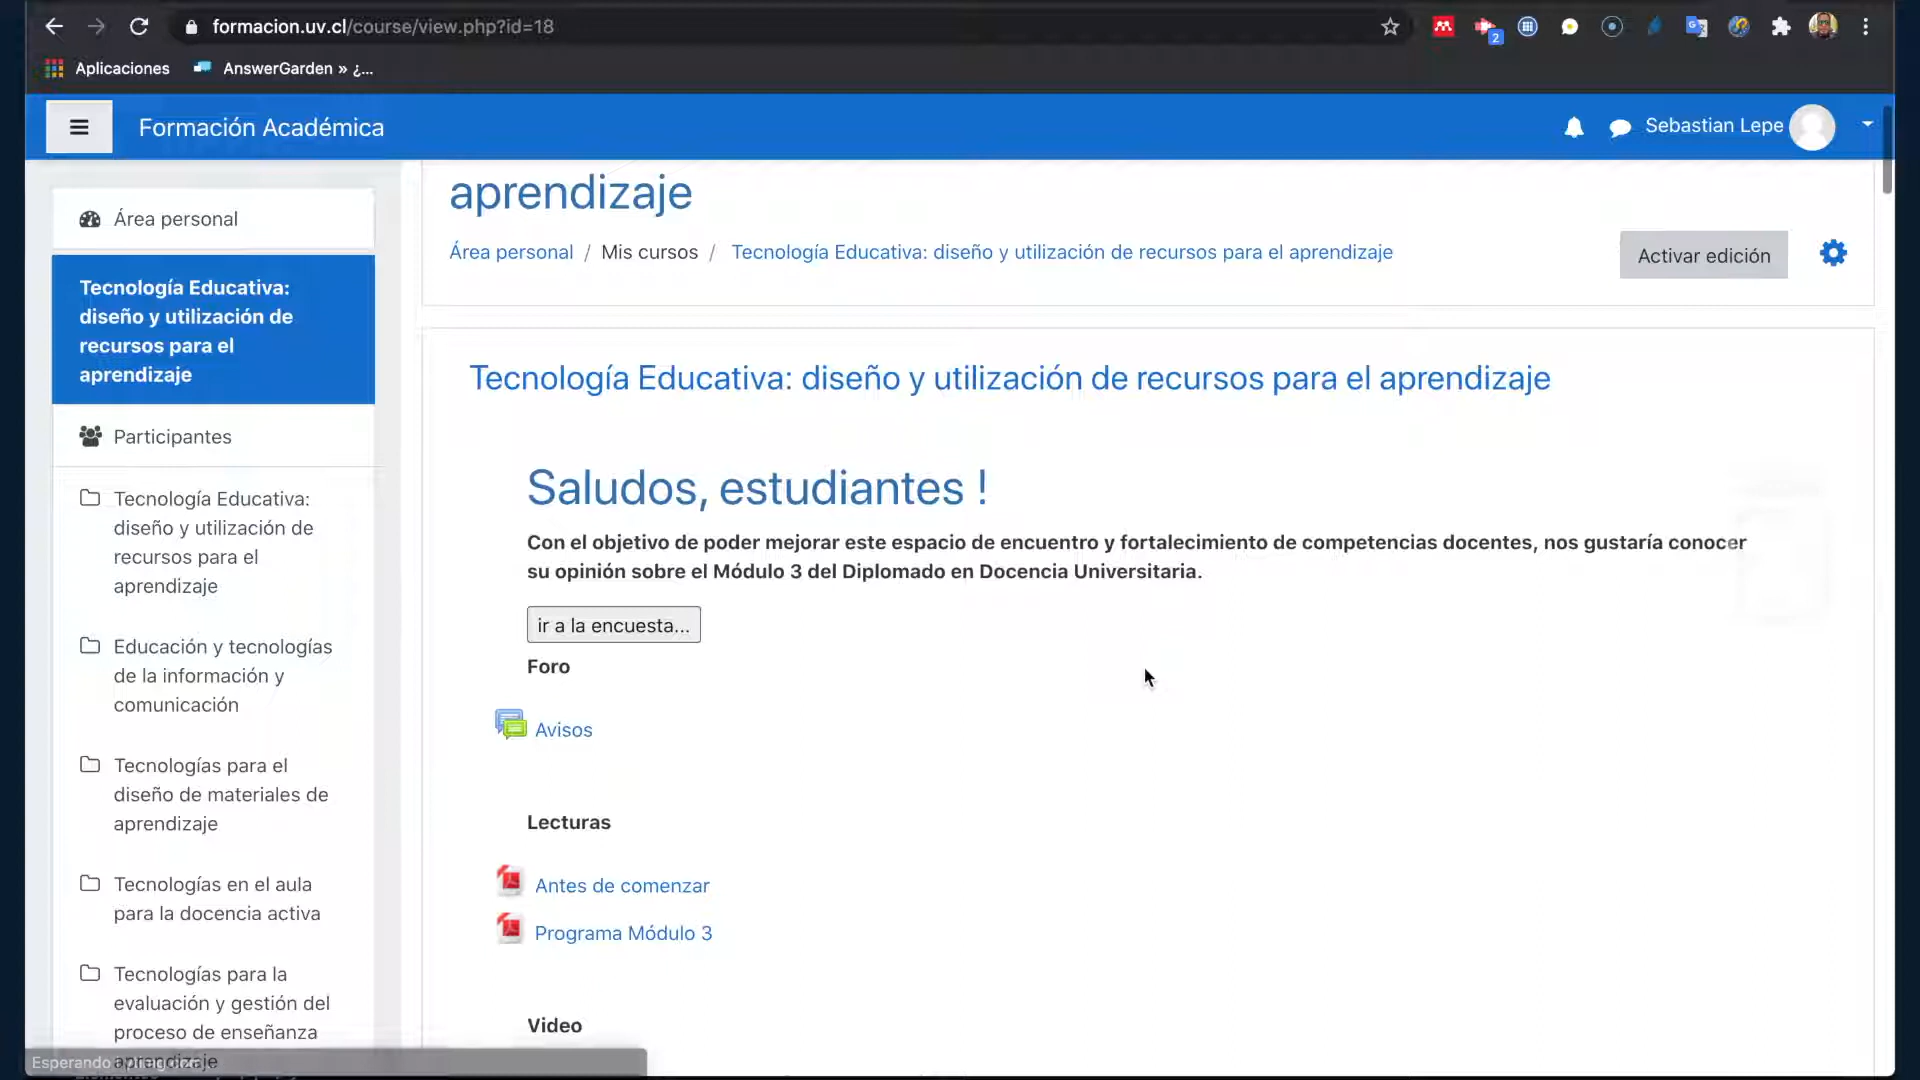 formacion.uv.cl/course/view.php?id=18
2
Aplicaciones
AnswerGarden » ¿...
Formación Académica
Sebastian Lepe
Área personal
Tecnología Educativa:
diseño y utilización de
recursos para el
aprendizaje
Participantes
Tecnología Educativa:
diseño y utilización de
recursos para el
aprendizaje
Educación y tecnologías
de la información y
comunicación
Tecnologías para el
diseño de materiales de
aprendizaje
Tecnologías en el aula
para la docencia activa
Tecnologías para la
evaluación y gestión del
proceso de enseñanza
aprendizaje
Esperando
aprendizaje
Área personal / Mis cursos / Tecnología Educativa: diseño y utilización de recursos para el aprendizaje
Activar edición
Tecnología Educativa: diseño y utilización de recursos para el aprendizaje
Saludos, estudiantes !
Con el objetivo de poder mejorar este espacio de encuentro y fortalecimiento de competencias docentes, nos gustaría conocer
su opinión sobre el Módulo 3 del Diplomado en Docencia Universitaria.
ir a la encuesta...
Foro
Avisos
Lecturas
Antes de comenzar
Programa Módulo 3
Video